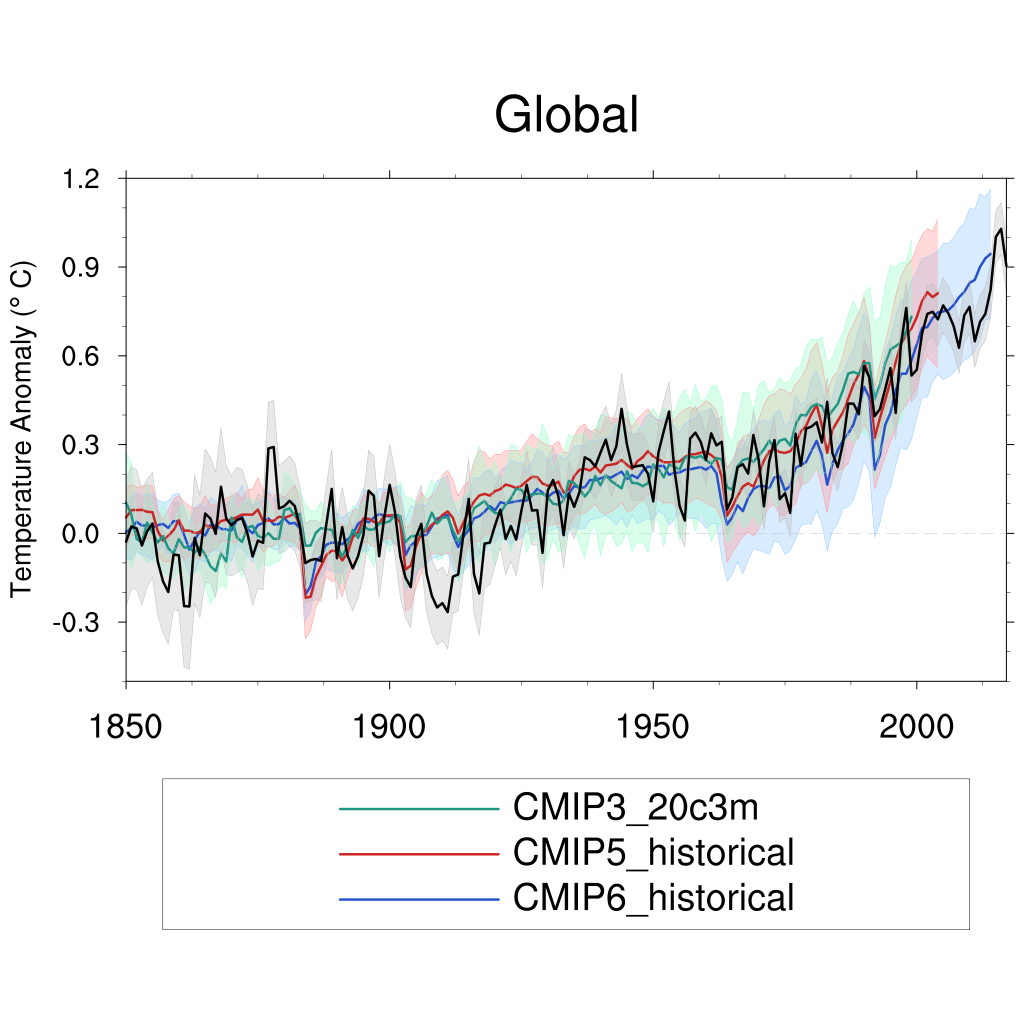 Global
Temperature Anomaly (° C)
1.2
0.9
0.6
0.3
0.0
-0.3
1850 1900 1950 2000
CMIP3_20c3m
CMIP5_historical
CMIP6_historical